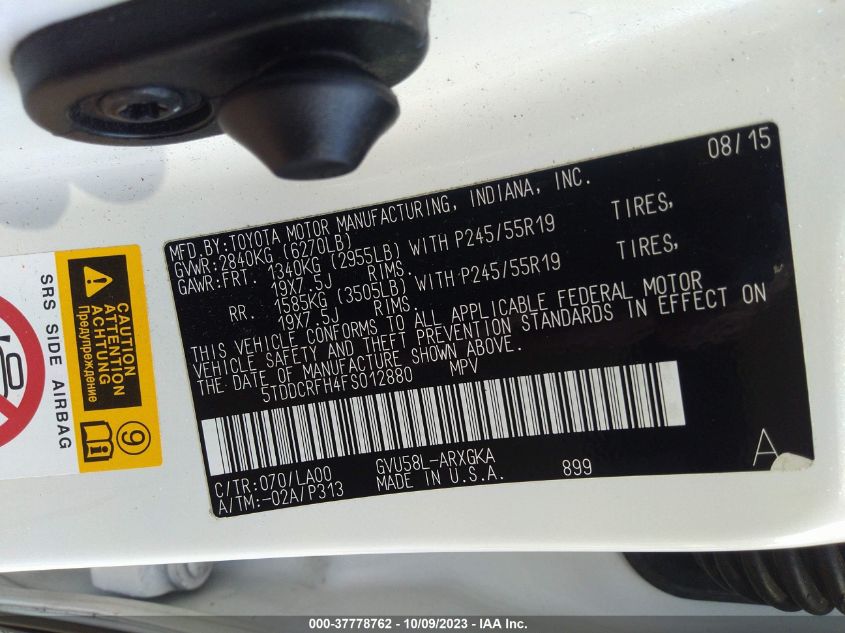 08/15
MFD.BY:TOYOTA MOTOR MANUFACTURING, INDIANA, INC.
GVWR:2840KG (6270LB)
GAWR:FRT. 1340KG (2955LB) WITH P245/55R19 TIRES,
19X7.5J RIMS.
RR. 1585KG (3505LB) WITH P245/55R19 TIRES,
19X7.5J RIMS.
THIS VEHICLE CONFORMS TO ALL APPLICABLE FEDERAL MOTOR
VEHICLE SAFETY AND THEFT PREVENTION STANDARDS IN EFFECT ON
THE DATE OF MANUFACTURE SHOWN ABOVE.
5TDDCRFH4FS012880 MPV
C/TR:070/LA00 GVU58L-ARXGKA
A/TM:-02A/P313 MADE IN U.S.A. 899
A
CAUTION
ATTENTION
ACHTUNG
Предупреждение
SRS SIDE AIRBAG
9
000-37778762 - 10/09/2023 - IAA Inc.